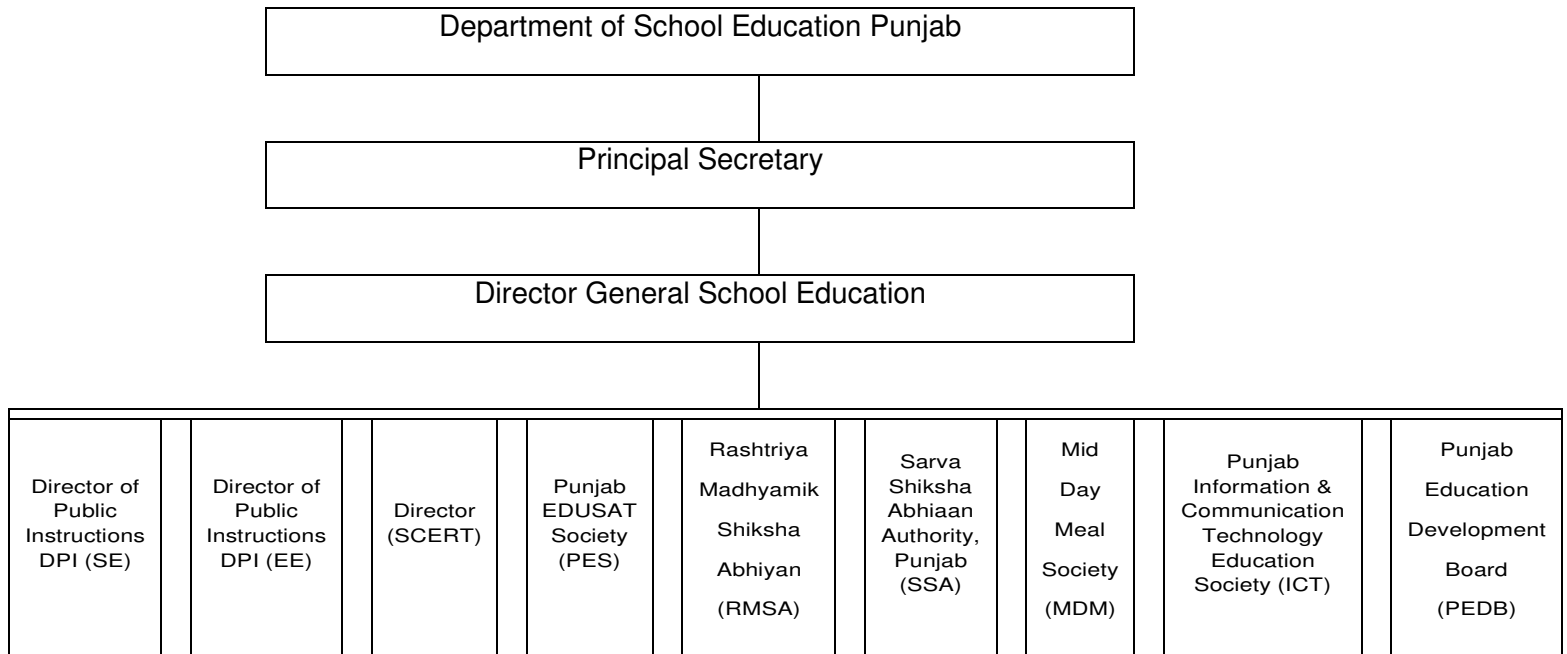 Department of School Education Punjab
Principal Secretary
Director General School Education
Director of
Public
Instructions
DPI (SE)
Director of
Public
Instructions
DPI (EE)
Director
(SCERT)
Punjab
EDUSAT
Society
(PES)
Rashtriya
Madhyamik
Shiksha
Abhiyan
(RMSA)
Sarva
Shiksha
Abhiaan
Authority,
Punjab
(SSA)
Mid
Day
Meal
Society
(MDM)
Punjab
Information &
Communication
Technology
Education
Society (ICT)
Punjab
Education
Development
Board
(PEDB)